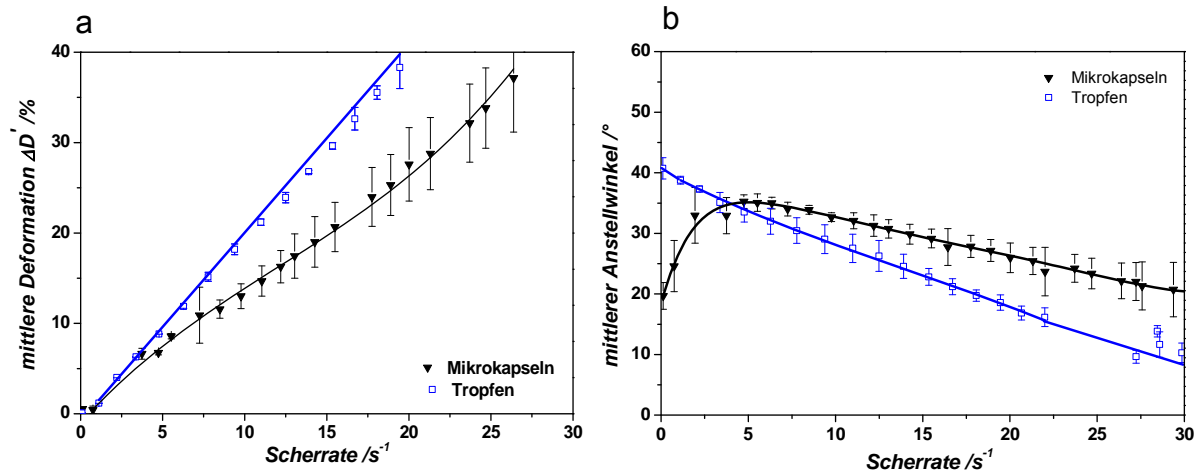 a
40
30
20
10
0
mittlere Deformation ΔD' /%
Mikrokapseln
Tropfen
0 5 10 15 20 25 30
Scherrate /s⁻¹
b
60
50
40
30
20
10
0
mittlerer Anstellwinkel /°
Mikrokapseln
Tropfen
0 5 10 15 20 25 30
Scherrate /s⁻¹